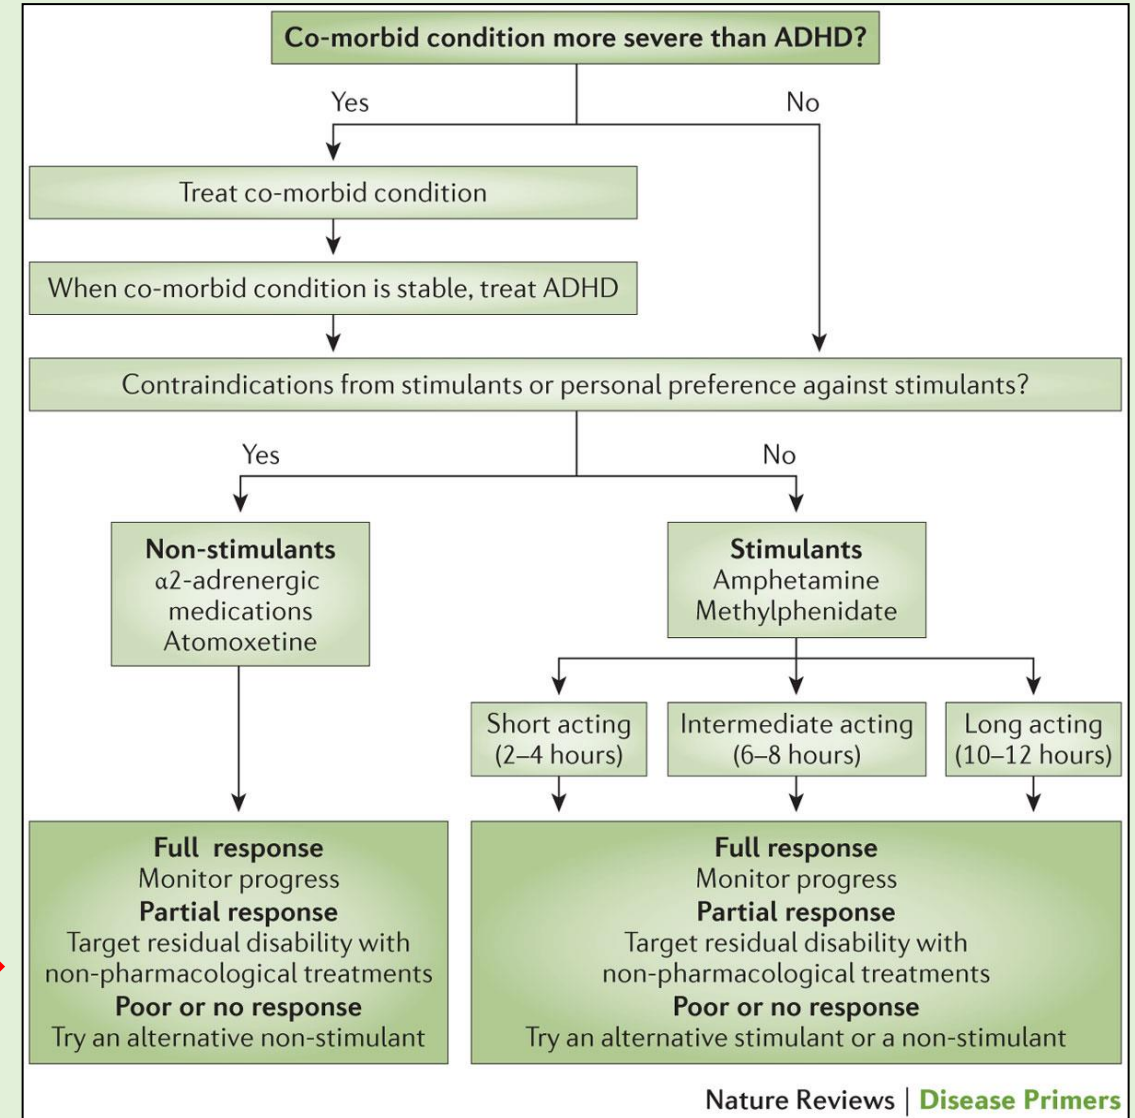 Co-morbid condition more severe than ADHD?
Yes
No
Treat co-morbid condition
When co-morbid condition is stable, treat ADHD
Contraindications from stimulants or personal preference against stimulants?
Yes
No
Non-stimulants
α2-adrenergic
medications
Atomoxetine
Stimulants
Amphetamine
Methylphenidate
Short acting
(2–4 hours)
Intermediate acting
(6–8 hours)
Long acting
(10–12 hours)
Full response
Monitor progress
Partial response
Target residual disability with
non-pharmacological treatments
Poor or no response
Try an alternative non-stimulant
Full response
Monitor progress
Partial response
Target residual disability with
non-pharmacological treatments
Poor or no response
Try an alternative stimulant or a non-stimulant
Nature Reviews | Disease Primers